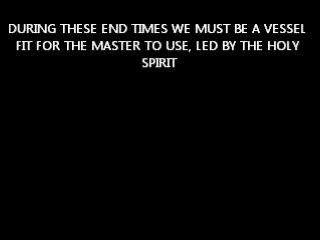 DURING THESE END TIMES WE MUST BE A VESSEL
FIT FOR THE MASTER TO USE, LED BY THE HOLY
SPIRIT